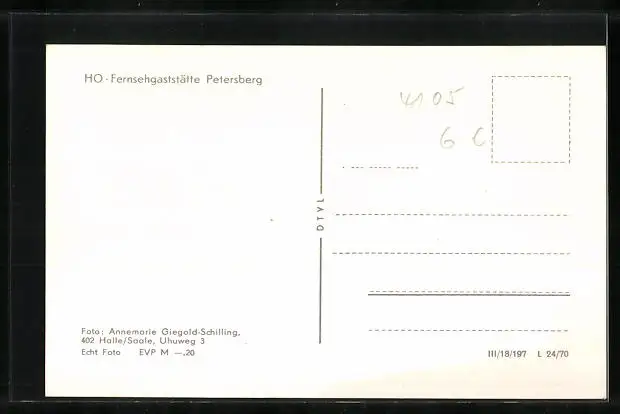 HO - Fernsehgaststätte Petersberg
4105
6 C
DTVL
Foto: Annemarie Giegold-Schilling,
402 Halle/Saale, Uhuweg 3
Echt Foto EVP M —.20
III/18/197 L 24/70